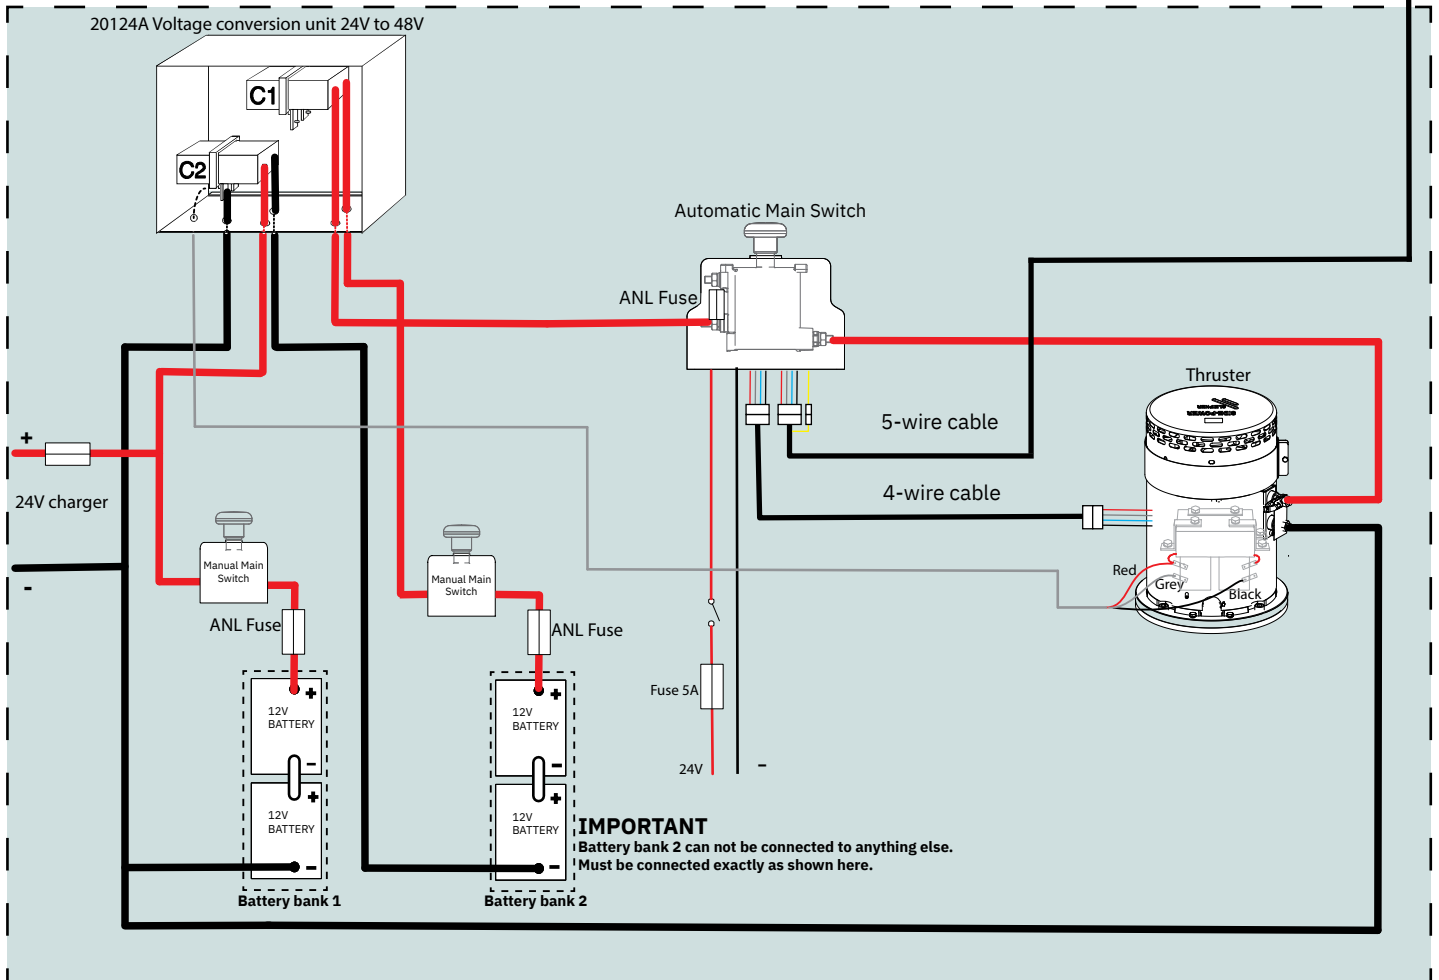 20124A Voltage conversion unit 24V to 48V
C1
C2
Automatic Main Switch
ANL Fuse
Thruster
5-wire cable
4-wire cable
+
24V charger
-
Manual Main
Switch
Manual Main
Switch
Red
Grey
Black
ANL Fuse
ANL Fuse
Fuse 5A
24V
-
+
12V
BATTERY
-
+
12V
BATTERY
-
Battery bank 1
+
12V
BATTERY
-
+
12V
BATTERY
-
Battery bank 2
IMPORTANT
Battery bank 2 can not be connected to anything else.
Must be connected exactly as shown here.